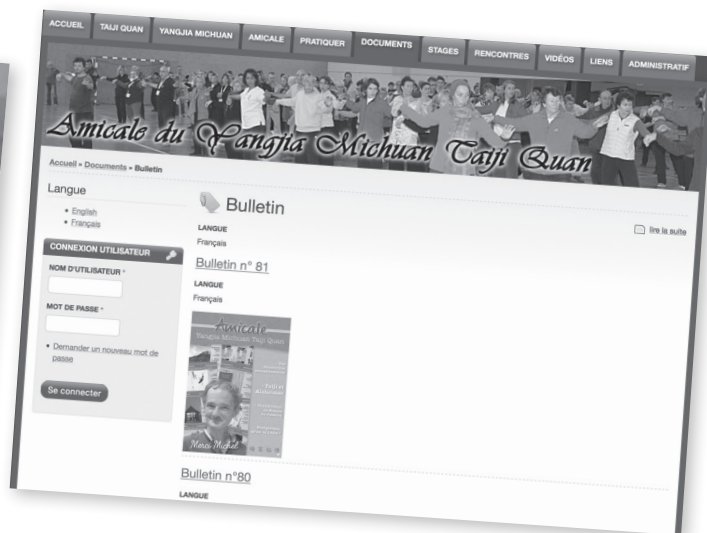 ACCUEIL TAIJI QUAN YANGJIA MICHUAN AMICALE PRATIQUER DOCUMENTS STAGES RENCONTRES VIDÉOS LIENS ADMINISTRATIF
Amicale du Yangjia Michuan Taiji Quan
Accueil » Documents » Bulletin
Langue
• English
• Français
CONNEXION UTILISATEUR
NOM D'UTILISATEUR *
MOT DE PASSE *
• Demander un nouveau mot de
passe
Se connecter
Bulletin
lire la suite
LANGUE
Français
Bulletin n° 81
LANGUE
Français
Amicale
Yangjia Michuan Taiji Quan
Merci Michel
Bulletin n°80
LANGUE